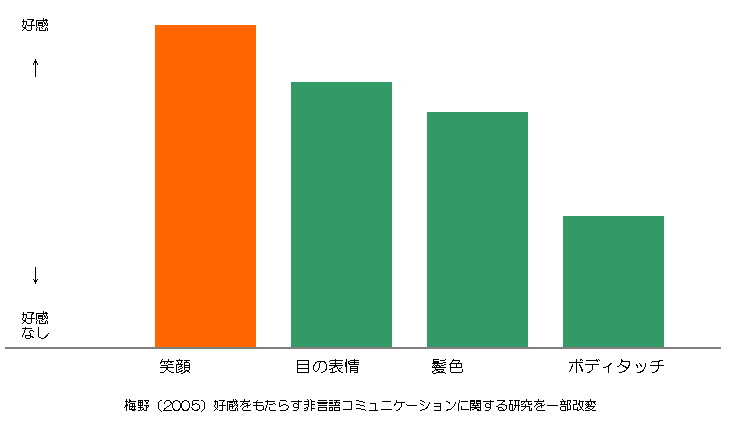 好感
↑
↓
好感
なし
笑顔 目の表情 髪色 ボディタッチ
梅野（2005）好感をもたらす非言語コミュニケーションに関する研究を一部改変